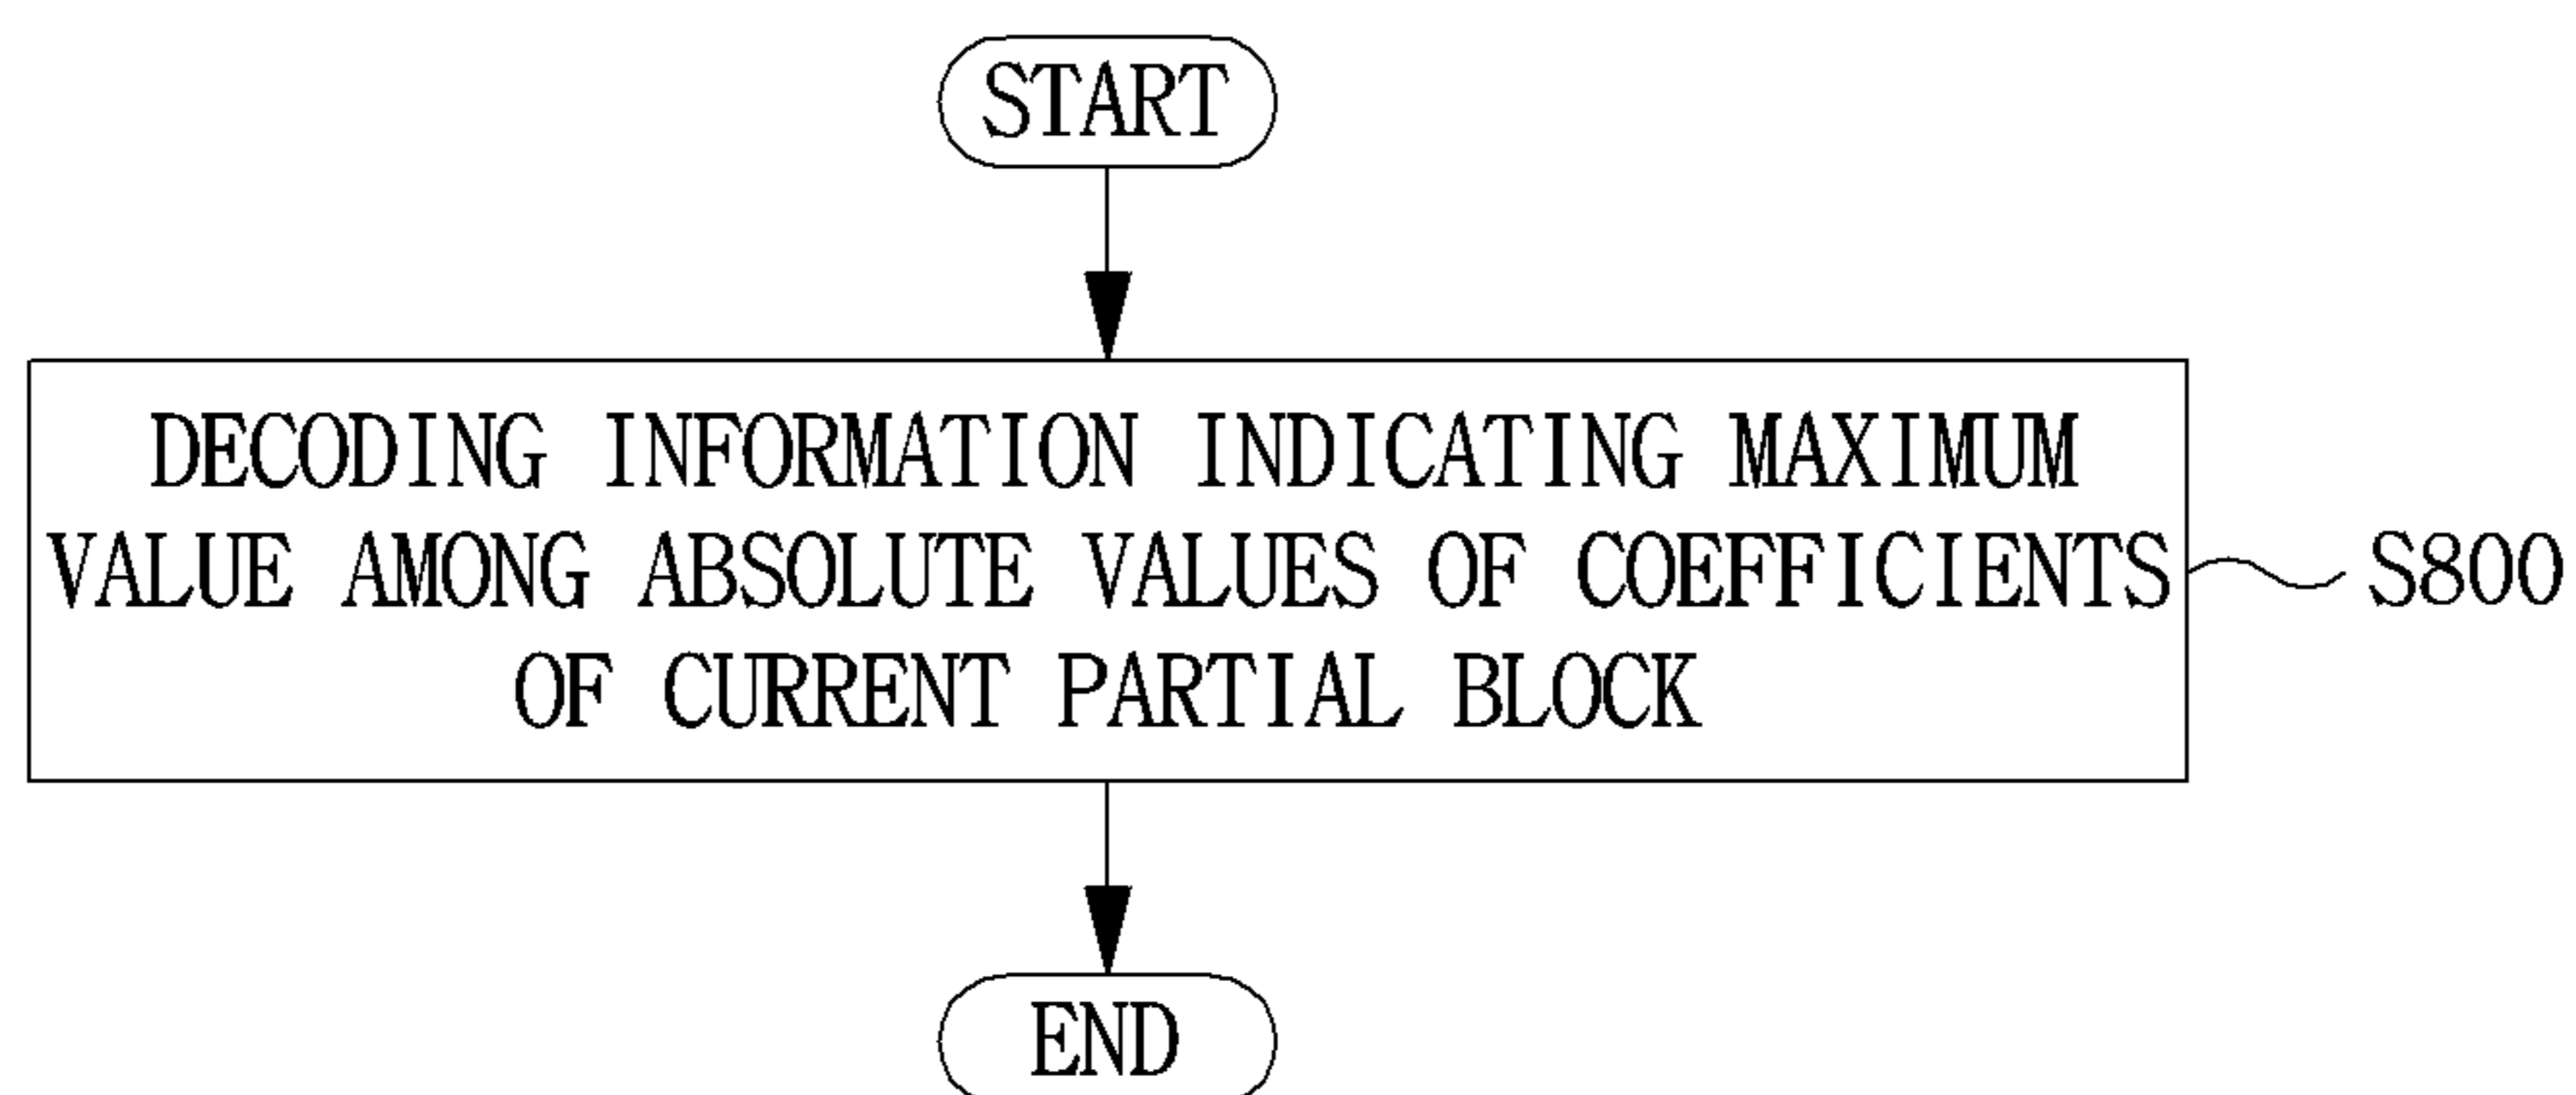 START
DECODING INFORMATION INDICATING MAXIMUM
VALUE AMONG ABSOLUTE VALUES OF COEFFICIENTS
OF CURRENT PARTIAL BLOCK
S800
END